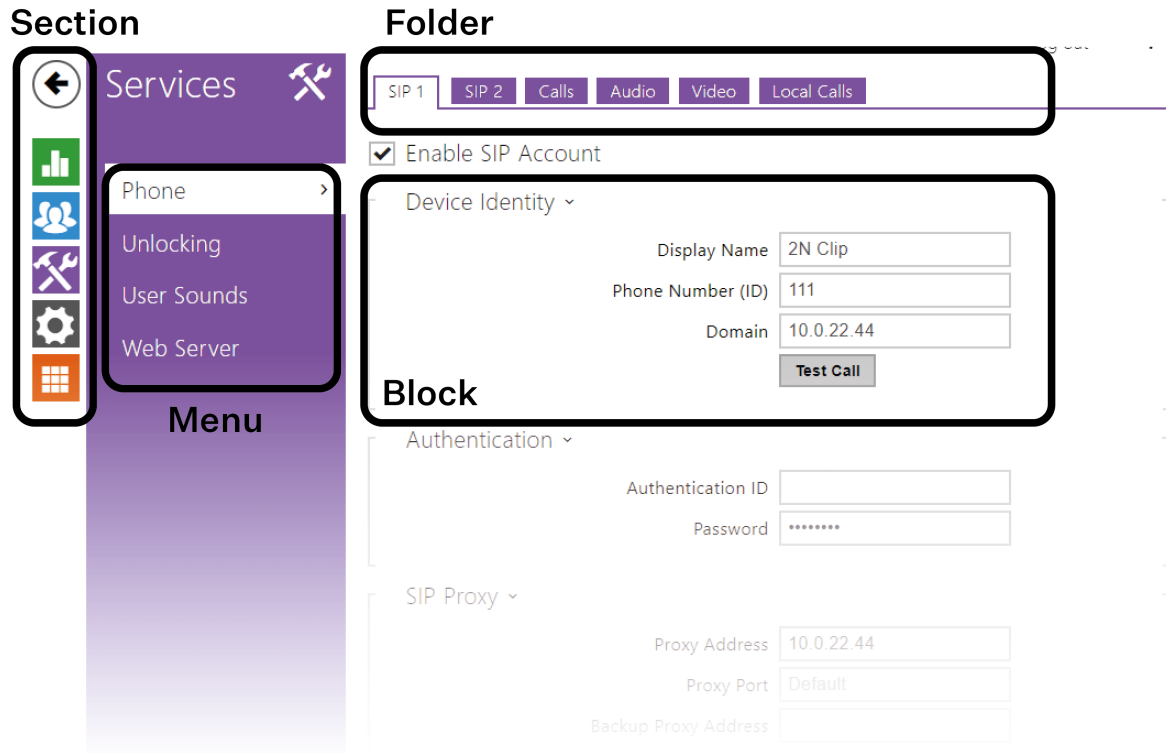 Section
Folder
Services
SIP 1
SIP 2
Calls
Audio
Video
Local Calls
Enable SIP Account
Phone
Unlocking
User Sounds
Web Server
Menu
Device Identity
Display Name
2N Clip
Phone Number (ID)
111
Domain
10.0.22.44
Test Call
Block
Authentication
Authentication ID
Password
••••••••
SIP Proxy
Proxy Address
10.0.22.44
Proxy Port
Default
Backup Proxy Address